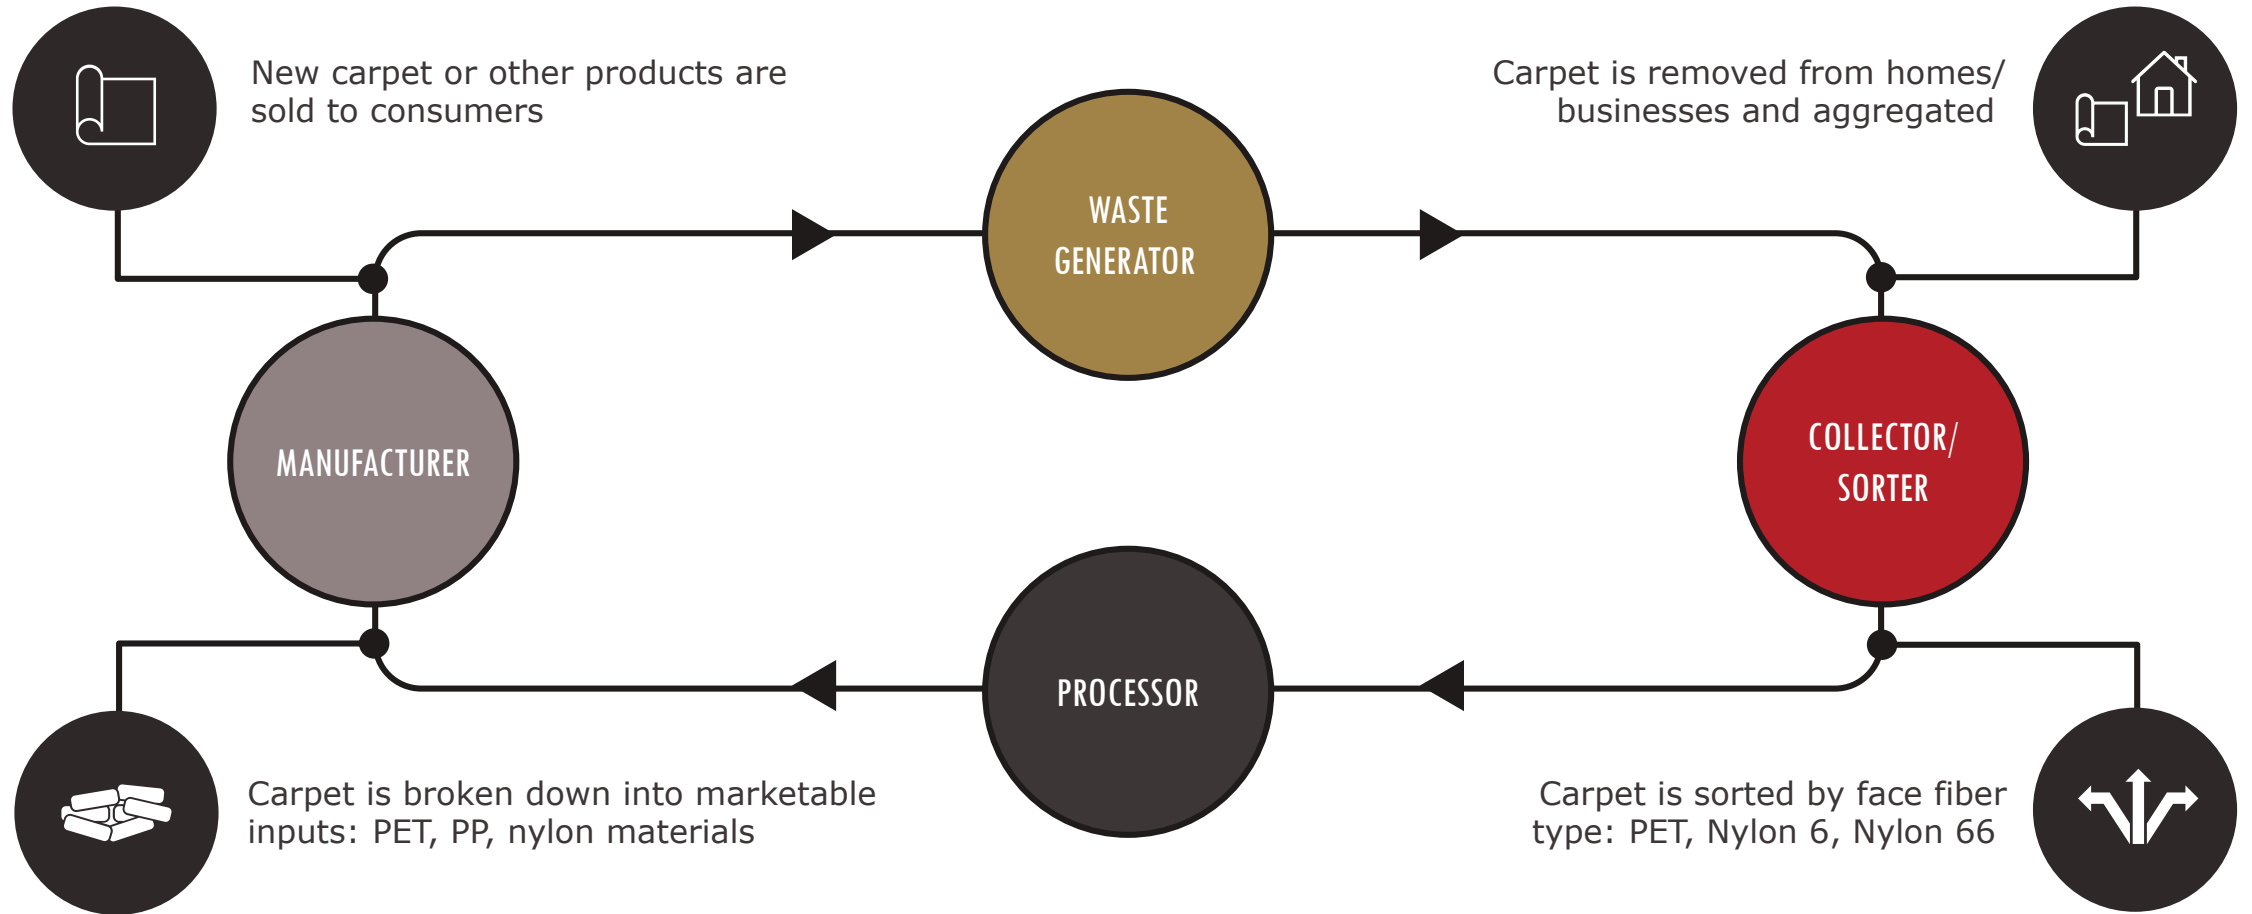 New carpet or other products are
sold to consumers
Carpet is removed from homes/
businesses and aggregated
WASTE
GENERATOR
MANUFACTURER
COLLECTOR/
SORTER
PROCESSOR
Carpet is broken down into marketable
inputs: PET, PP, nylon materials
Carpet is sorted by face fiber
type: PET, Nylon 6, Nylon 66